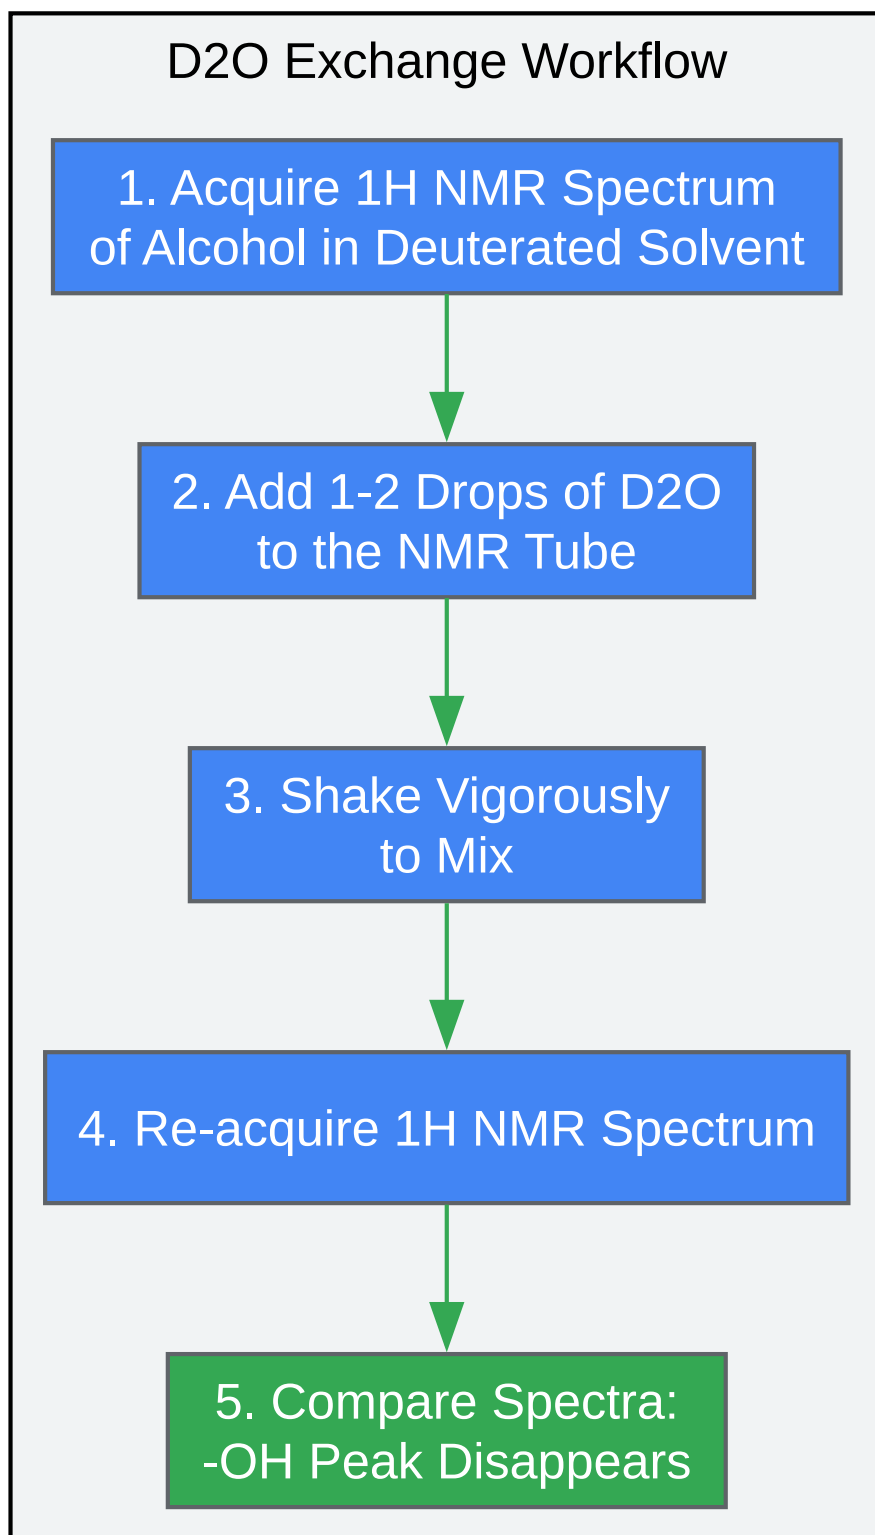 D2O Exchange Workflow
1. Acquire 1H NMR Spectrum
of Alcohol in Deuterated Solvent
2. Add 1-2 Drops of D2O
to the NMR Tube
3. Shake Vigorously
to Mix
4. Re-acquire 1H NMR Spectrum
5. Compare Spectra:
-OH Peak Disappears